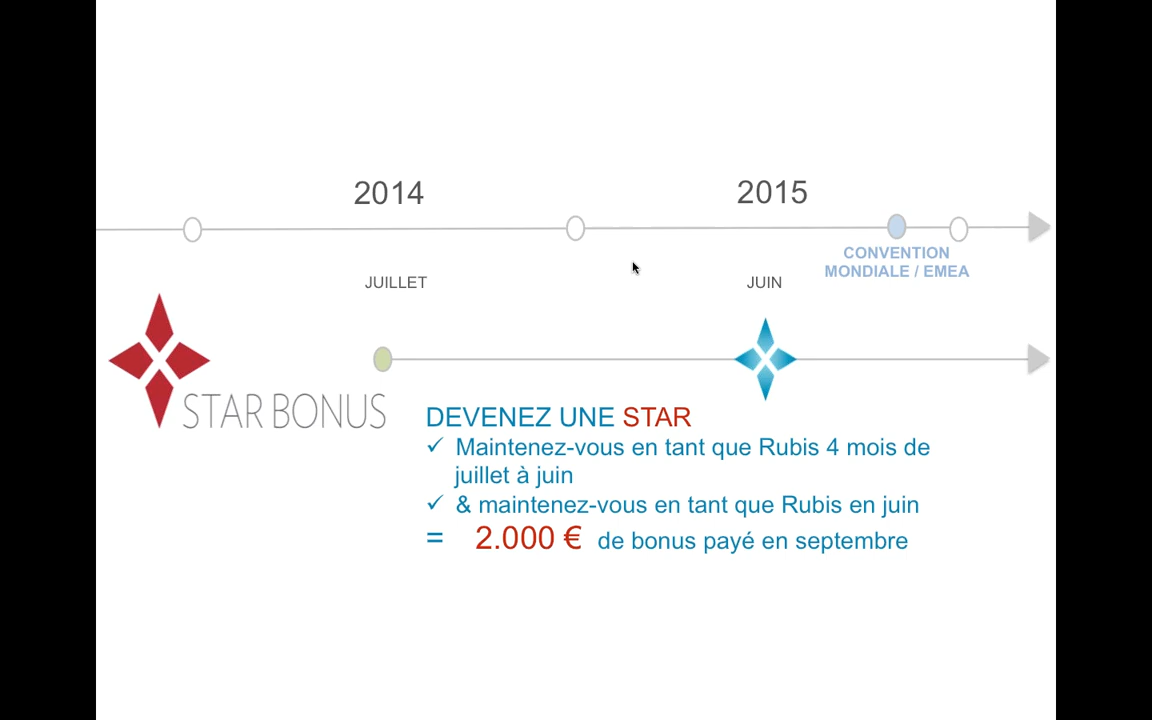 2014
2015
CONVENTION
MONDIALE / EMEA
JUILLET
JUIN
STAR BONUS
DEVENEZ UNE STAR
✓ Maintenez-vous en tant que Rubis 4 mois de
juillet à juin
✓ & maintenez-vous en tant que Rubis en juin
= 2.000 € de bonus payé en septembre